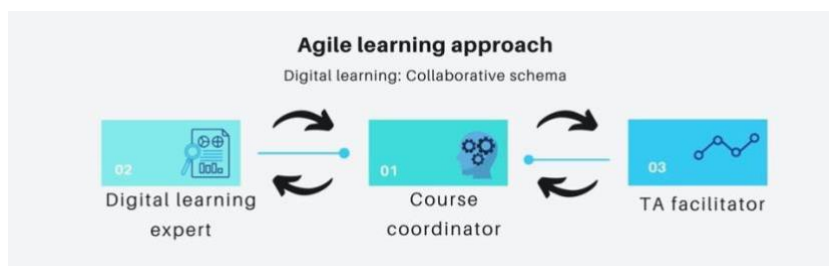 Agile learning approach
Digital learning: Collaborative schema
02
Digital learning
expert
01
Course
coordinator
03
TA facilitator